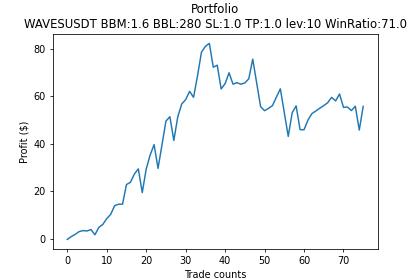 Portfolio
WAVESUSDT BBM:1.6 BBL:280 SL:1.0 TP:1.0 lev:10 WinRatio:71.0
80
60
40
20
0
Profit ($)
0 10 20 30 40 50 60 70
Trade counts